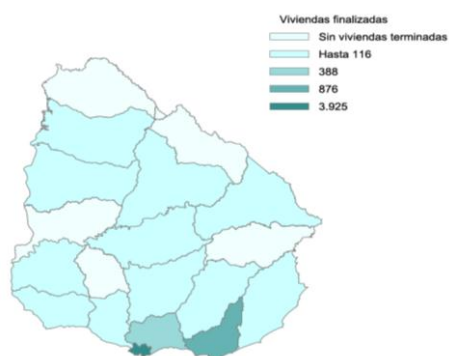 Viviendas finalizadas
Sin viviendas terminadas
Hasta 116
388
876
3.925